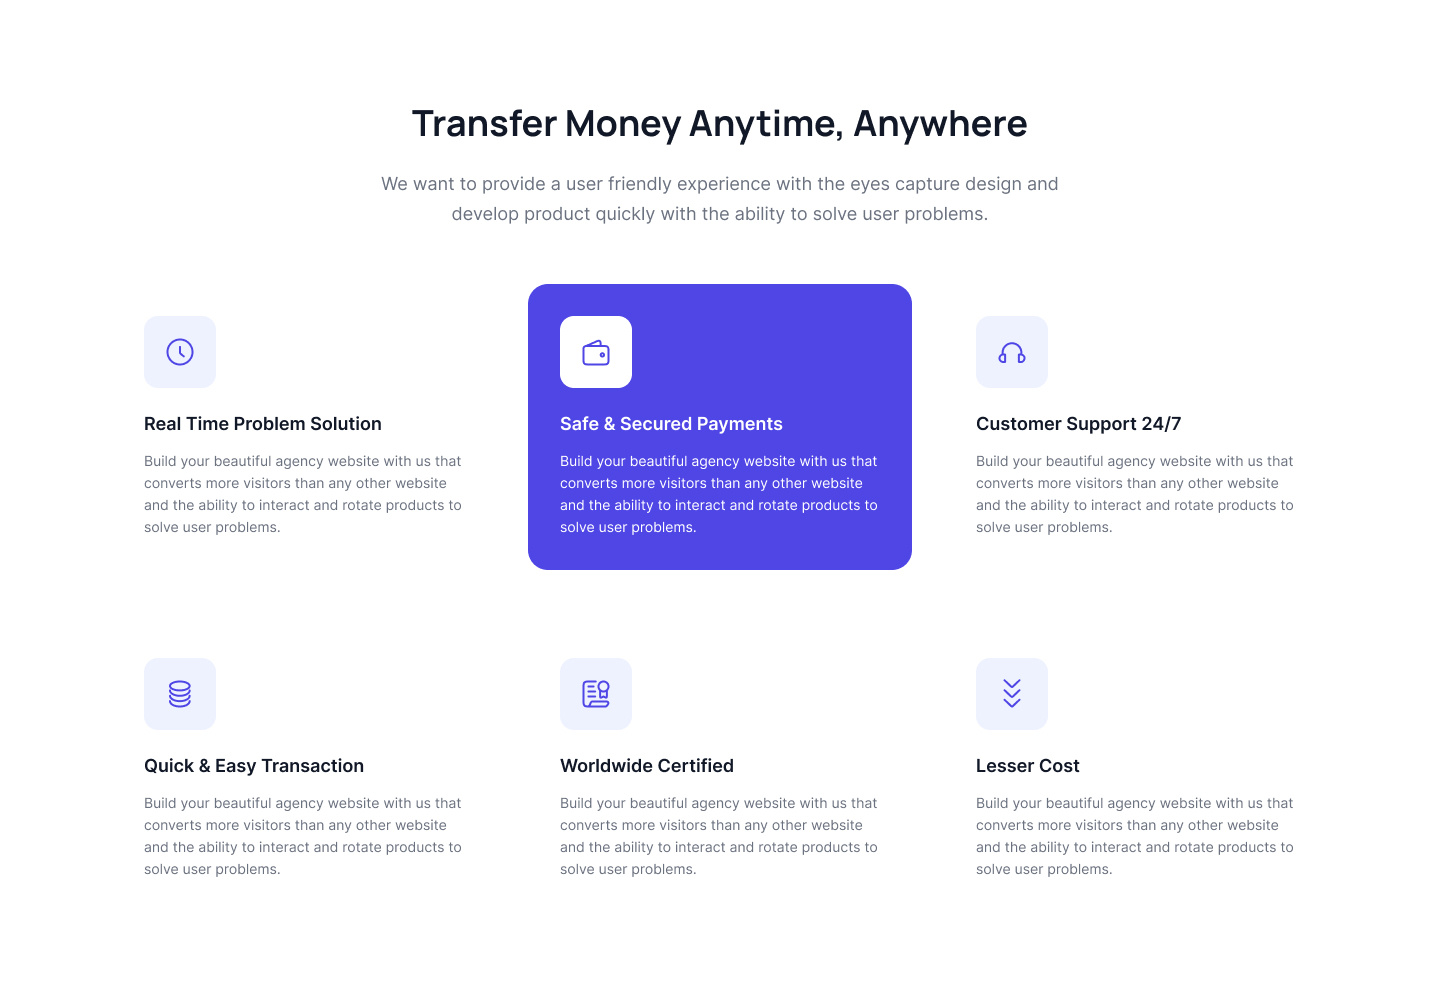 Transfer Money Anytime, Anywhere
We want to provide a user friendly experience with the eyes capture design and
develop product quickly with the ability to solve user problems.
Real Time Problem Solution
Build your beautiful agency website with us that
converts more visitors than any other website
and the ability to interact and rotate products to
solve user problems.
Safe & Secured Payments
Build your beautiful agency website with us that
converts more visitors than any other website
and the ability to interact and rotate products to
solve user problems.
Customer Support 24/7
Build your beautiful agency website with us that
converts more visitors than any other website
and the ability to interact and rotate products to
solve user problems.
Quick & Easy Transaction
Build your beautiful agency website with us that
converts more visitors than any other website
and the ability to interact and rotate products to
solve user problems.
Worldwide Certified
Build your beautiful agency website with us that
converts more visitors than any other website
and the ability to interact and rotate products to
solve user problems.
Lesser Cost
Build your beautiful agency website with us that
converts more visitors than any other website
and the ability to interact and rotate products to
solve user problems.